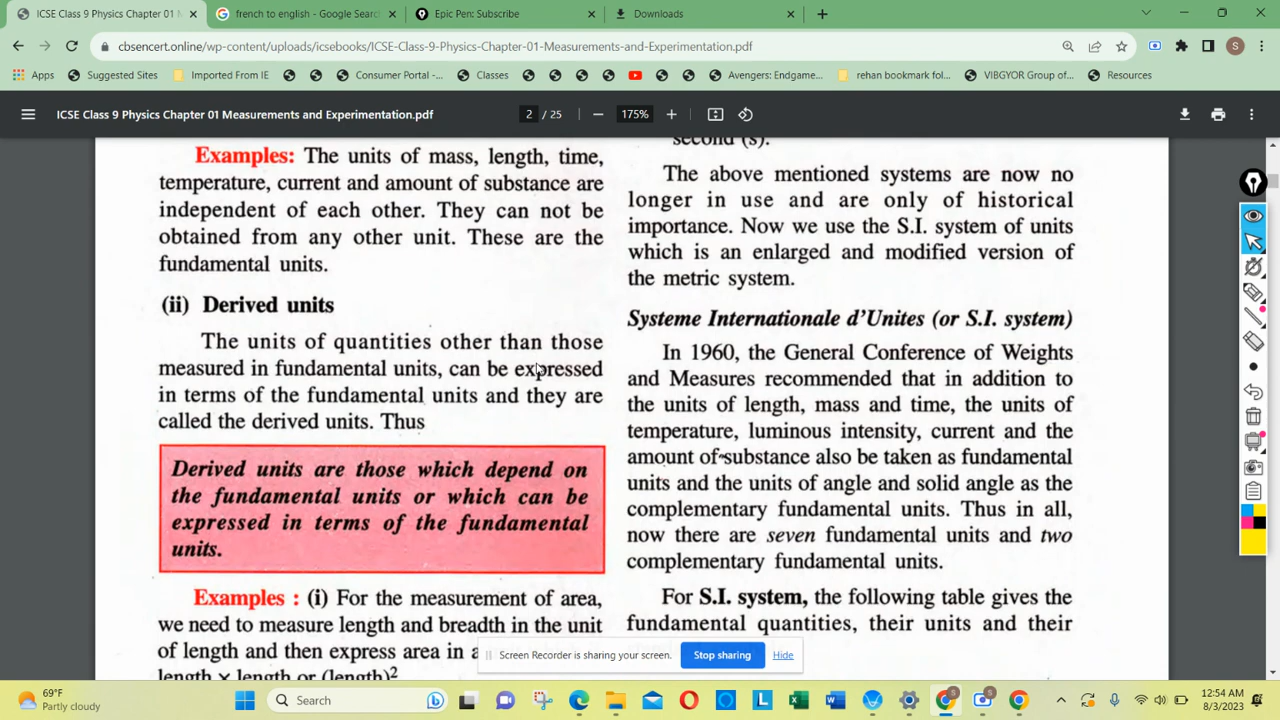 ICSE Class 9 Physics Chapter 01 M
french to english - Google Searc
Epic Pen: Subscribe
Downloads
cbsencert.online/wp-content/uploads/icsebooks/ICSE-Class-9-Physics-Chapter-01-Measurements-and-Experimentation.pdf
S
Apps
Suggested Sites
Imported From IE
Consumer Portal -...
Classes
Avengers: Endgame...
rehan bookmark fol...
VIBGYOR Group of...
Resources
ICSE Class 9 Physics Chapter 01 Measurements and Experimentation.pdf
2 / 25
175%
Examples: The units of mass, length, time,
temperature, current and amount of substance are
independent of each other. They can not be
obtained from any other unit. These are the
fundamental units.
(ii) Derived units
The units of quantities other than those
measured in fundamental units, can be expressed
in terms of the fundamental units and they are
called the derived units. Thus
Derived units are those which depend on
the fundamental units or which can be
expressed in terms of the fundamental
units.
Examples : (i) For the measurement of area,
we need to measure length and breadth in the unit
of length and then express area in a
length × length or (length)2
second (s).
The above mentioned systems are now no
longer in use and are only of historical
importance. Now we use the S.I. system of units
which is an enlarged and modified version of
the metric system.
Systeme Internationale d'Unites (or S.I. system)
In 1960, the General Conference of Weights
and Measures recommended that in addition to
the units of length, mass and time, the units of
temperature, luminous intensity, current and the
amount of substance also be taken as fundamental
units and the units of angle and solid angle as the
complementary fundamental units. Thus in all,
now there are seven fundamental units and two
complementary fundamental units.
For S.I. system, the following table gives the
fundamental quantities, their units and their
Screen Recorder is sharing your screen.
Stop sharing
Hide
69°F
Partly cloudy
Search
12:54 AM
8/3/2023